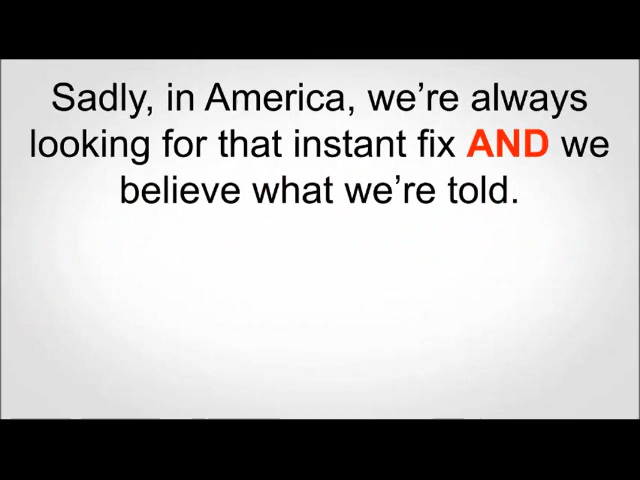 Sadly, in America, we’re always
looking for that instant fix AND we
believe what we’re told.